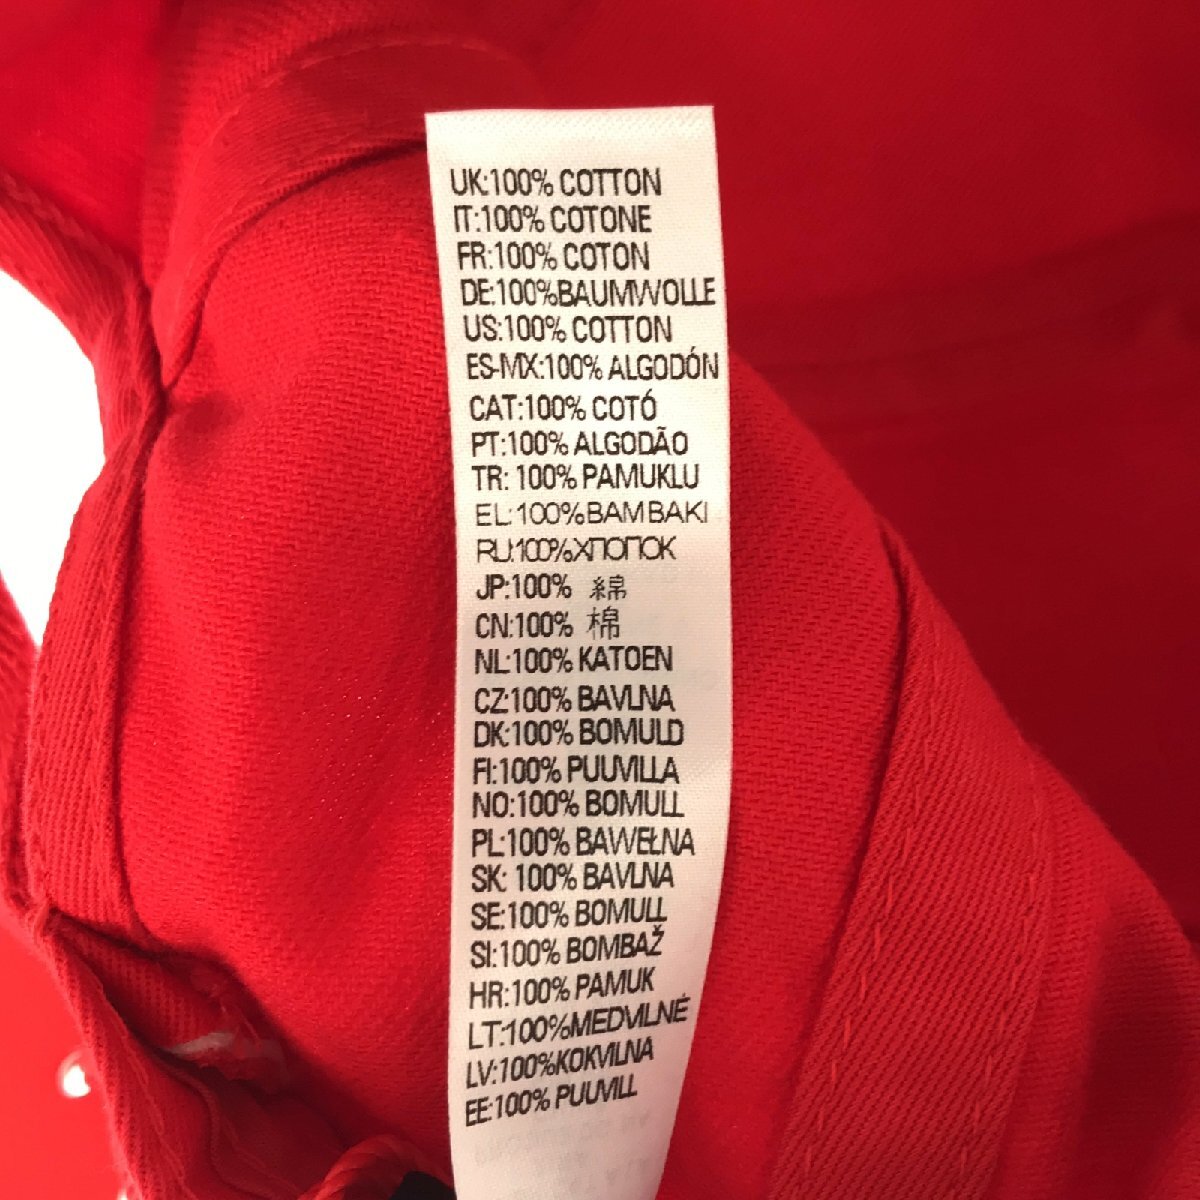 UK:100% COTTON
IT:100% COTONE
FR:100% COTON
DE:100%BAUMWOLLE
US:100% COTTON
ES-MX:100% ALGODÓN
CAT:100% COTÓ
PT:100% ALGODÃO
TR: 100% PAMUKLU
EL:100%BAMBAKI
RU:100%ХПОПОК
JP:100% 綿
CN:100% 棉
NL:100% KATOEN
CZ:100% BAVLNA
DK:100% BOMULD
FI:100% PUUVILLA
NO:100% BOMULL
PL:100% BAWEŁNA
SK: 100% BAVLNA
SE:100% BOMULL
SI:100% BOMBAŽ
HR:100% PAMUK
LT:100%MEDVILNĖ
LV:100%KOKVILNA
EE:100% PUUVILL